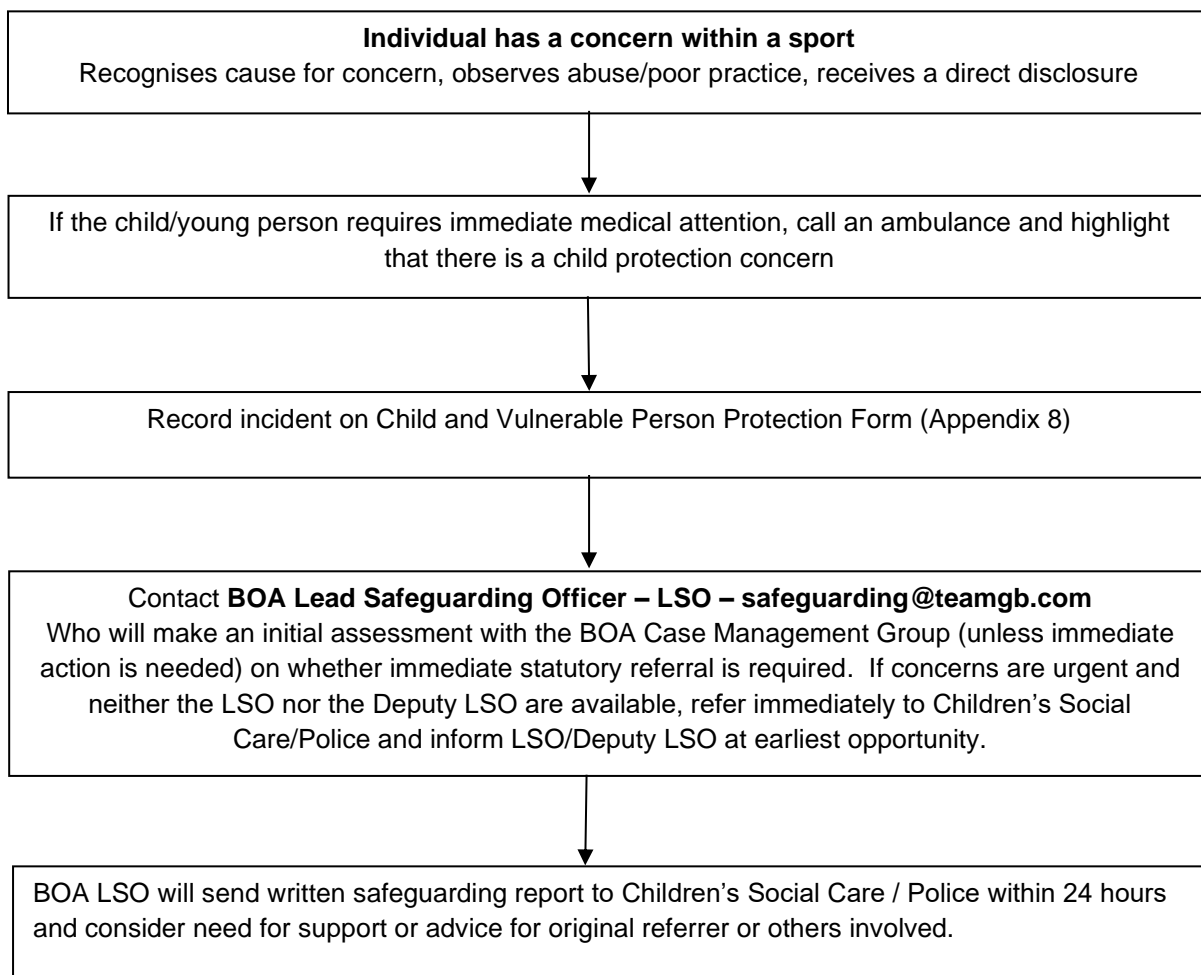 Individual has a concern within a sport
Recognises cause for concern, observes abuse/poor practice, receives a direct disclosure
If the child/young person requires immediate medical attention, call an ambulance and highlight
that there is a child protection concern
Record incident on Child and Vulnerable Person Protection Form (Appendix 8)
Contact BOA Lead Safeguarding Officer – LSO – safeguarding@teamgb.com
Who will make an initial assessment with the BOA Case Management Group (unless immediate
action is needed) on whether immediate statutory referral is required.  If concerns are urgent and
neither the LSO nor the Deputy LSO are available, refer immediately to Children’s Social
Care/Police and inform LSO/Deputy LSO at earliest opportunity.
BOA LSO will send written safeguarding report to Children’s Social Care / Police within 24 hours
and consider need for support or advice for original referrer or others involved.